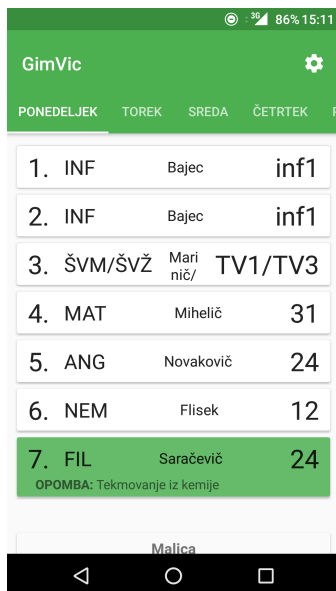 3G 86% 15:11
GimVic
PONEDELJEK TOREK SREDA ČETRTEK
1. INF Bajec inf1
2. INF Bajec inf1
3. ŠVM/ŠVŽ Mari
nič/ TV1/TV3
4. MAT Mihelič 31
5. ANG Novakovič 24
6. NEM Flisek 12
7. FIL Saračevič 24
OPOMBA: Tekmovanje iz kemije
Malica